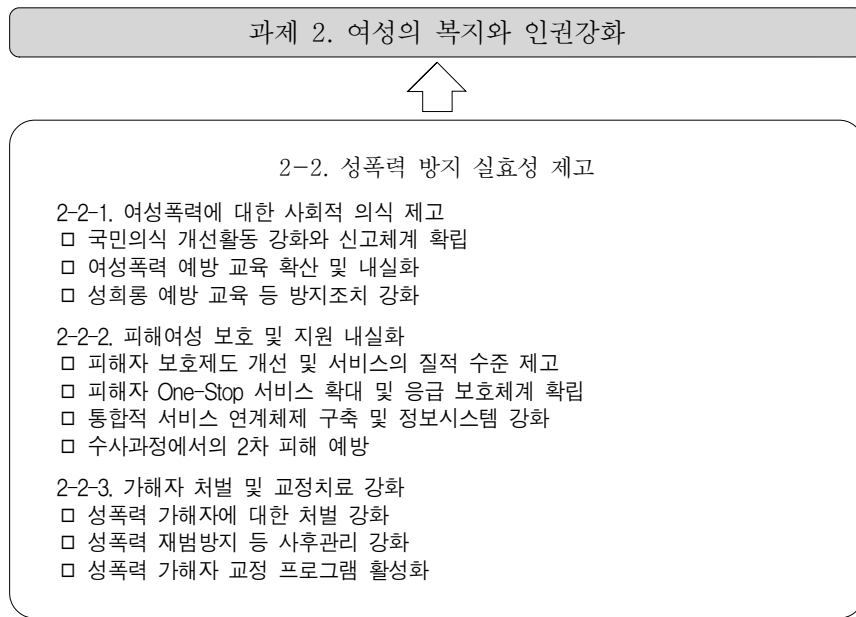 과제 2. 여성의 복지와 인권강화
2-2. 성폭력 방지 실효성 제고
2-2-1. 여성폭력에 대한 사회적 의식 제고
□ 국민의식 개선활동 강화와 신고체계 확립
□ 여성폭력 예방 교육 확산 및 내실화
□ 성희롱 예방 교육 등 방지조치 강화
2-2-2. 피해여성 보호 및 지원 내실화
□ 피해자 보호제도 개선 및 서비스의 질적 수준 제고
□ 피해자 One-Stop 서비스 확대 및 응급 보호체계 확립
□ 통합적 서비스 연계체제 구축 및 정보시스템 강화
□ 수사과정에서의 2차 피해 예방
2-2-3. 가해자 처벌 및 교정치료 강화
□ 성폭력 가해자에 대한 처벌 강화
□ 성폭력 재범방지 등 사후관리 강화
□ 성폭력 가해자 교정 프로그램 활성화